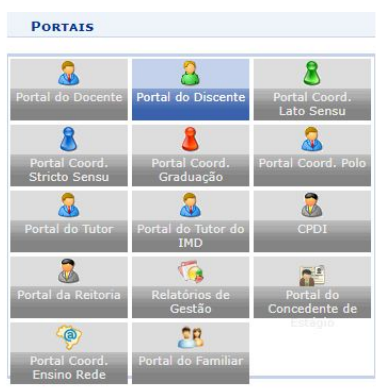 PORTAIS
Portal do Docente
Portal do Discente
Portal Coord.
Lato Sensu
Portal Coord.
Stricto Sensu
Portal Coord.
Graduação
Portal Coord. Polo
Portal do Tutor
Portal do Tutor do
IMD
CPDI
Portal da Reitoria
Relatórios de
Gestão
Portal do
Concedente de
Estágio
Portal Coord.
Ensino Rede
Portal do Familiar